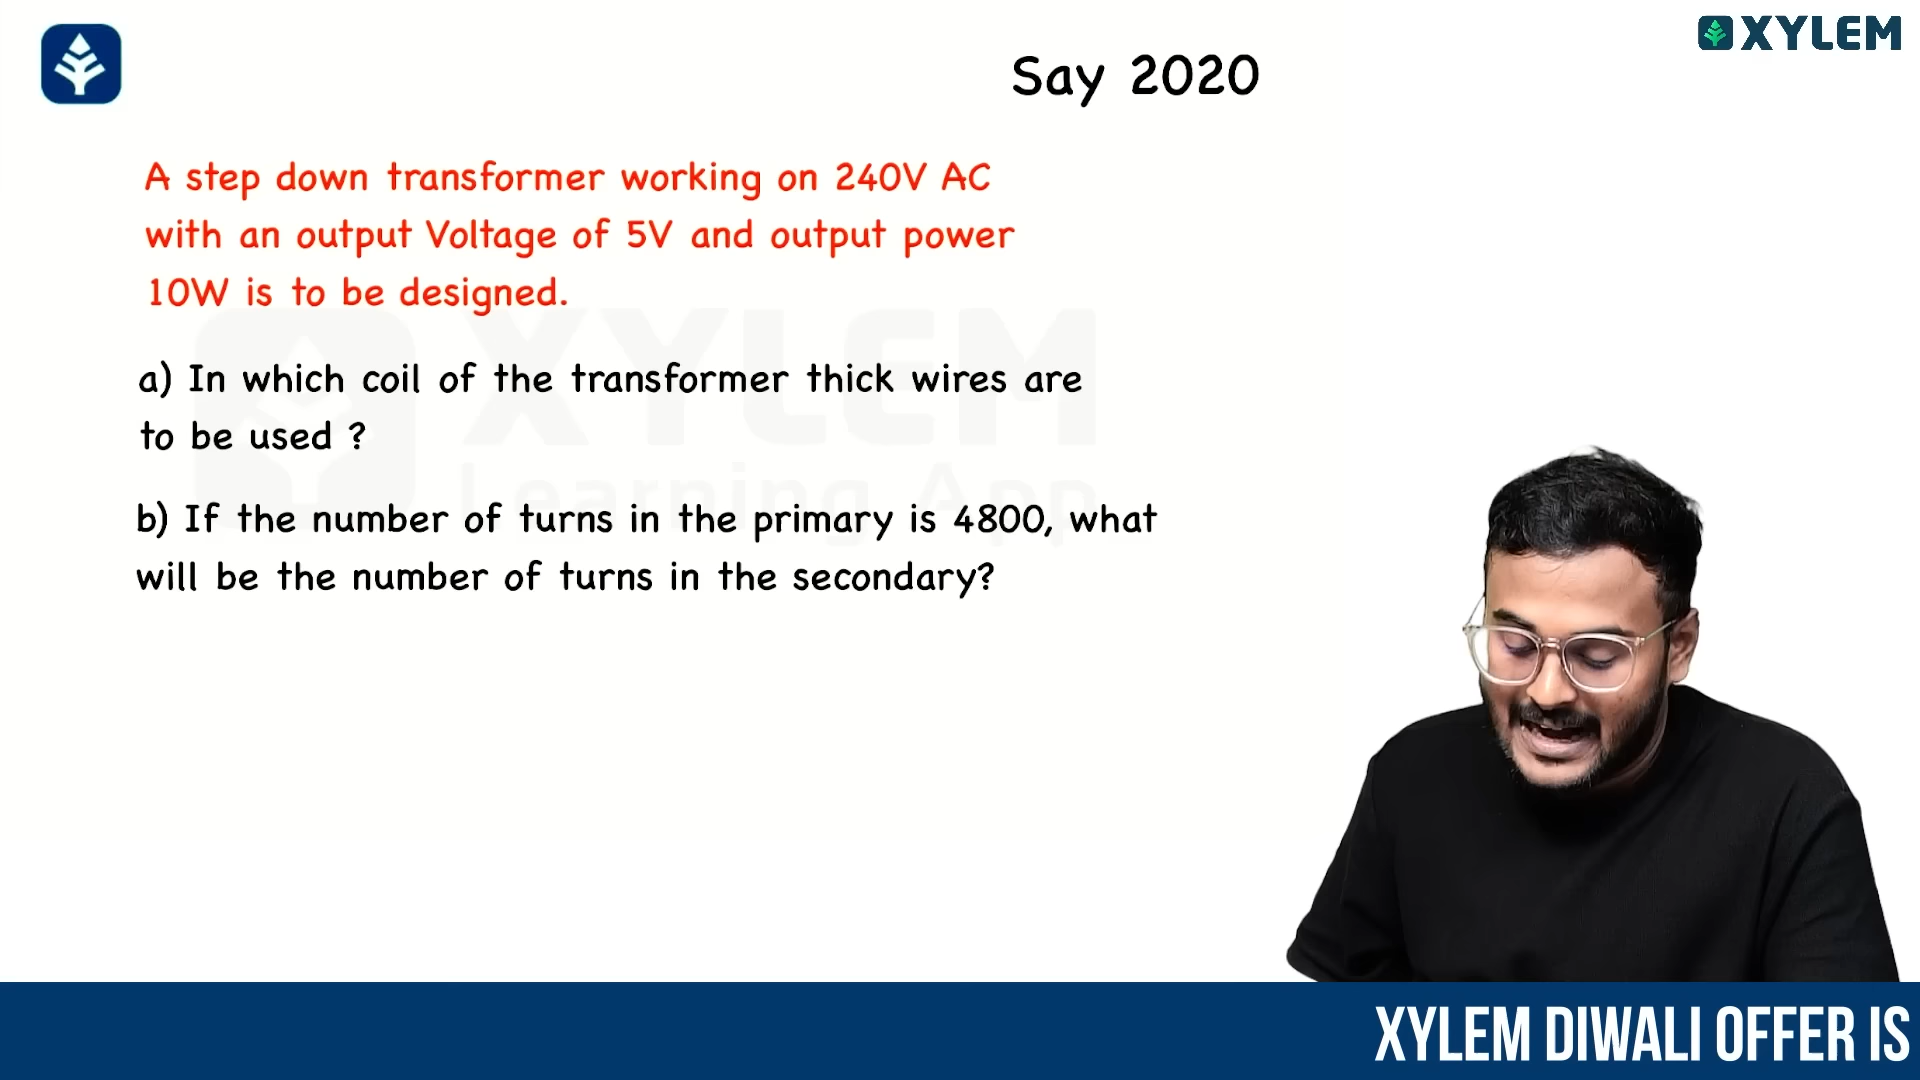 XYLEM
Say 2020
A step down transformer working on 240V AC
with an output Voltage of 5V and output power
10W is to be designed.
XYLEM
a) In which coil of the transformer thick wires are
to be used ?
Learning App
b) If the number of turns in the primary is 4800, what
will be the number of turns in the secondary?
XYLEM DIWALI OFFER IS